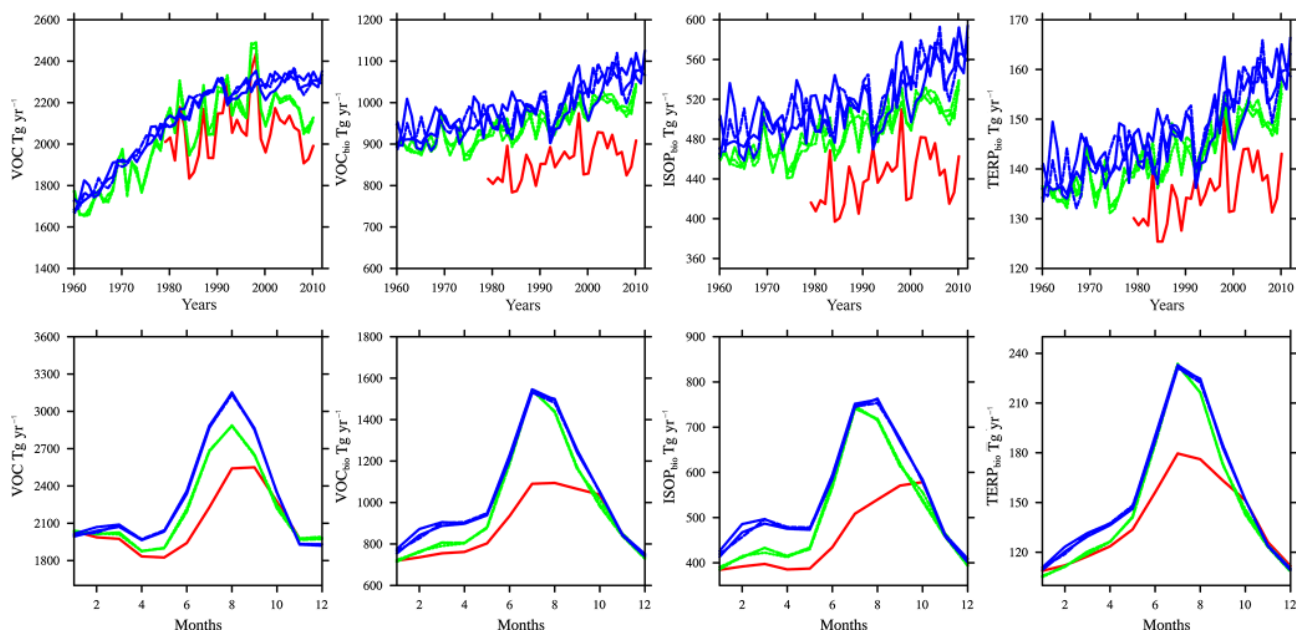 VOC Tg yr⁻¹
2600
2400
2200
2000
1800
1600
1400
1960 1970 1980 1990 2000 2010
Years
VOCbio Tg yr⁻¹
1200
1100
1000
900
800
700
600
1960 1970 1980 1990 2000 2010
Years
ISOPbio Tg yr⁻¹
600
560
520
480
440
400
350
1960 1970 1980 1990 2000 2010
Years
TERPbio Tg yr⁻¹
170
160
150
140
130
120
1960 1970 1980 1990 2000 2010
Years
VOC Tg yr⁻¹
3600
3300
3000
2700
2400
2100
1800
2 4 6 8 10 12
Months
VOCbio Tg yr⁻¹
1800
1600
1400
1200
1000
800
600
2 4 6 8 10 12
Months
ISOPbio Tg yr⁻¹
900
800
700
600
500
400
2 4 6 8 10 12
Months
TERPbio Tg yr⁻¹
240
210
180
150
120
2 4 6 8 10 12
Months